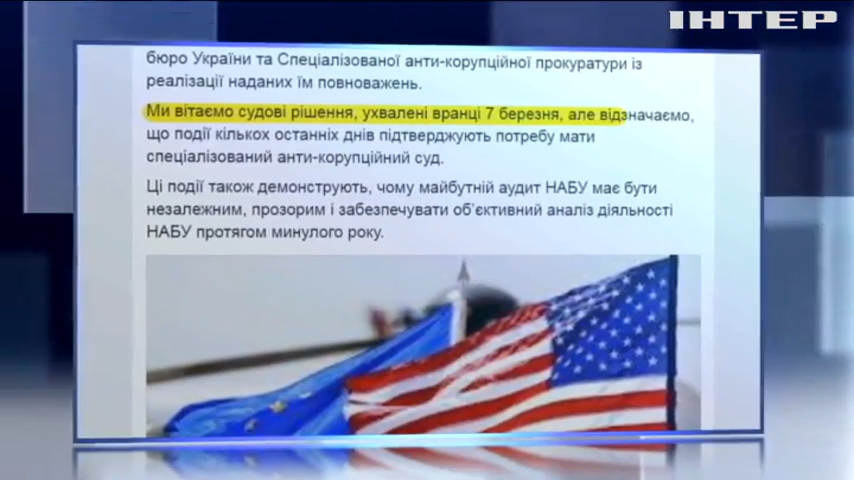 ІНТЕР
бюро України та Спеціалізованої анти-корупційної прокуратури із
реалізації наданих їм повноважень.
Ми вітаємо судові рішення, ухвалені вранці 7 березня, але відзначаємо,
що події кількох останніх днів підтверджують потребу мати
спеціалізований анти-корупційний суд.
Ці події також демонструють, чому майбутній аудит НАБУ має бути
незалежним, прозорим і забезпечувати об'єктивний аналіз діяльності
НАБУ протягом минулого року.